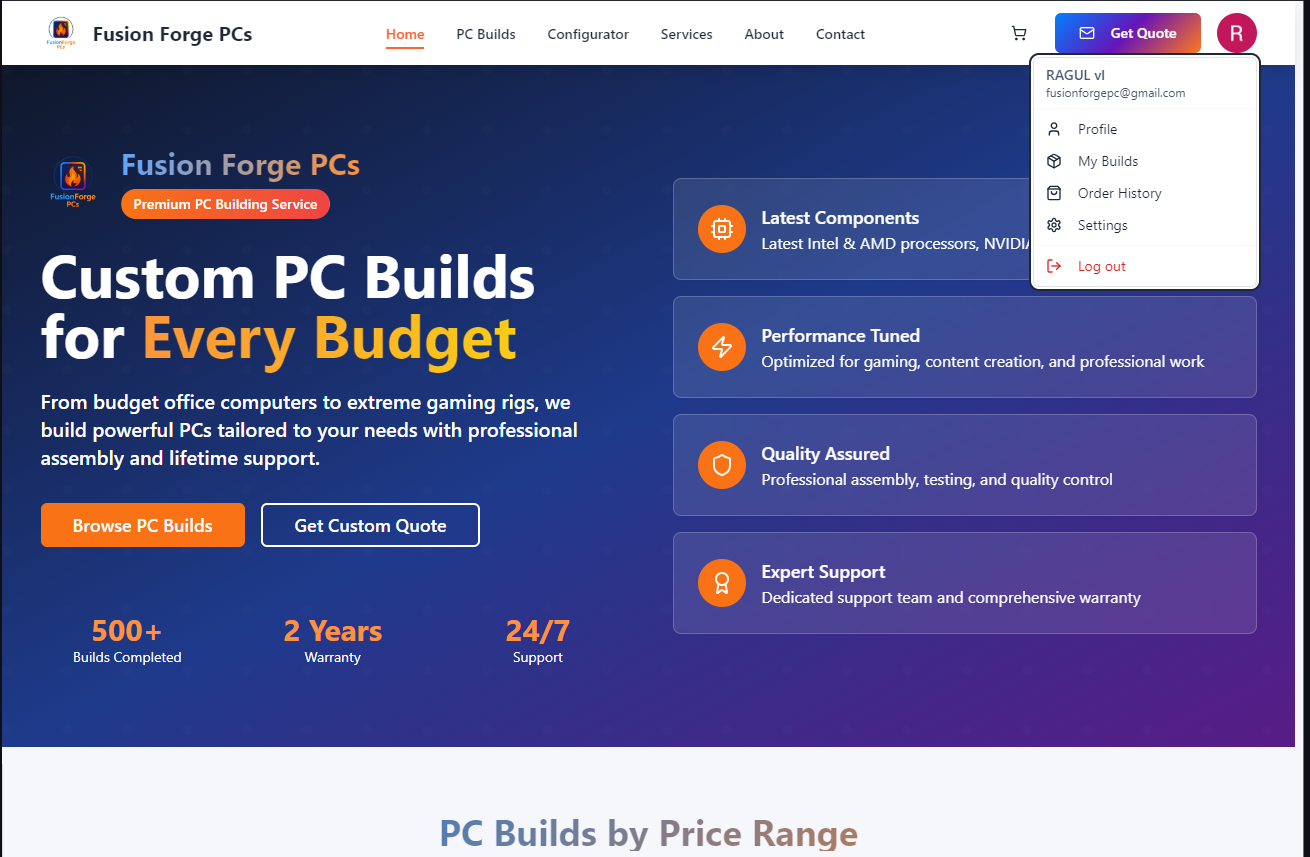 FusionForge
PCs
Fusion Forge PCs
Home
PC Builds
Configurator
Services
About
Contact
Get Quote
R
RAGUL vl
fusionforgepc@gmail.com
Profile
My Builds
Order History
Settings
Log out
FusionForge
PCs
Fusion Forge PCs
Premium PC Building Service
Custom PC Builds
for Every Budget
From budget office computers to extreme gaming rigs, we
build powerful PCs tailored to your needs with professional
assembly and lifetime support.
Browse PC Builds
Get Custom Quote
500+
Builds Completed
2 Years
Warranty
24/7
Support
Latest Components
Latest Intel & AMD processors, NVIDIA
Performance Tuned
Optimized for gaming, content creation, and professional work
Quality Assured
Professional assembly, testing, and quality control
Expert Support
Dedicated support team and comprehensive warranty
PC Builds by Price Range